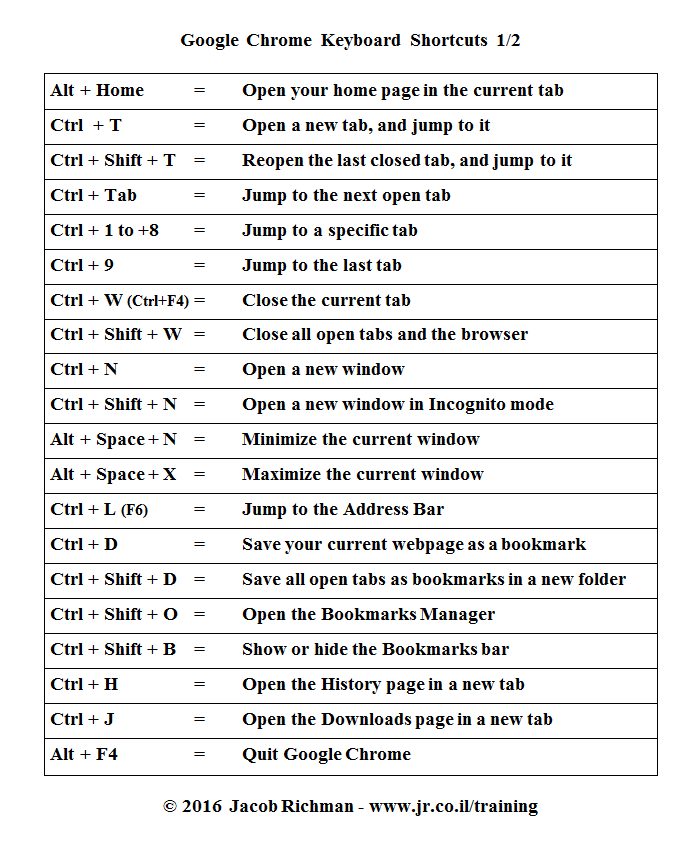 Google Chrome Keyboard Shortcuts 1/2
Alt + Home = Open your home page in the current tab
Ctrl + T = Open a new tab, and jump to it
Ctrl + Shift + T = Reopen the last closed tab, and jump to it
Ctrl + Tab = Jump to the next open tab
Ctrl + 1 to +8 = Jump to a specific tab
Ctrl + 9 = Jump to the last tab
Ctrl + W (Ctrl+F4) = Close the current tab
Ctrl + Shift + W = Close all open tabs and the browser
Ctrl + N = Open a new window
Ctrl + Shift + N = Open a new window in Incognito mode
Alt + Space + N = Minimize the current window
Alt + Space + X = Maximize the current window
Ctrl + L (F6) = Jump to the Address Bar
Ctrl + D = Save your current webpage as a bookmark
Ctrl + Shift + D = Save all open tabs as bookmarks in a new folder
Ctrl + Shift + O = Open the Bookmarks Manager
Ctrl + Shift + B = Show or hide the Bookmarks bar
Ctrl + H = Open the History page in a new tab
Ctrl + J = Open the Downloads page in a new tab
Alt + F4 = Quit Google Chrome
© 2016 Jacob Richman - www.jr.co.il/training